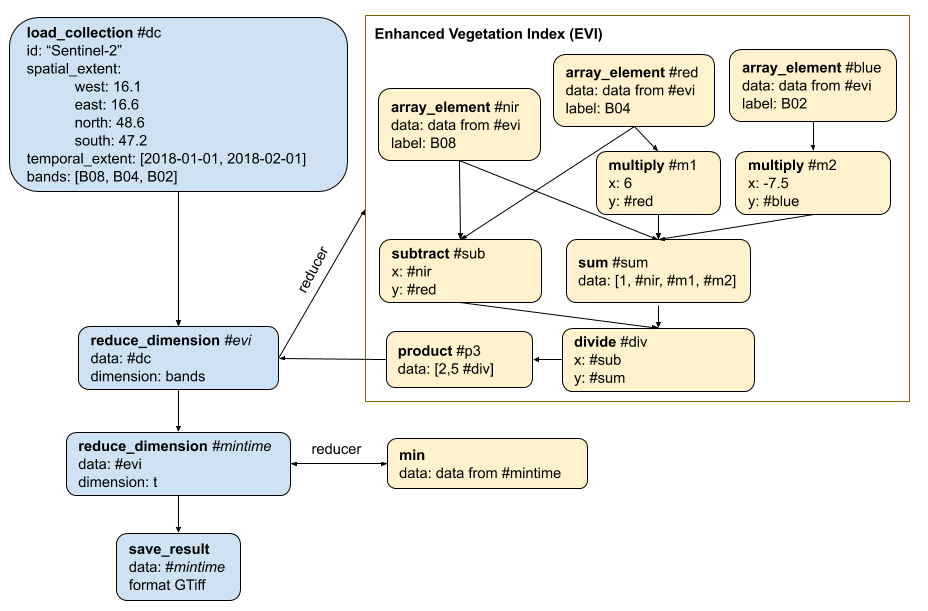 load_collection #dc
id: “Sentinel-2”
spatial_extent:
west: 16.1
east: 16.6
north: 48.6
south: 47.2
temporal_extent: [2018-01-01, 2018-02-01]
bands: [B08, B04, B02]
Enhanced Vegetation Index (EVI)
array_element #nir
data: data from #evi
label: B08
array_element #red
data: data from #evi
label: B04
array_element #blue
data: data from #evi
label: B02
multiply #m1
x: 6
y: #red
multiply #m2
x: -7.5
y: #blue
subtract #sub
x: #nir
y: #red
sum #sum
data: [1, #nir, #m1, #m2]
reducer
reduce_dimension #evi
data: #dc
dimension: bands
product #p3
data: [2,5 #div]
divide #div
x: #sub
y: #sum
reduce_dimension #mintime
data: #evi
dimension: t
reducer
min
data: data from #mintime
save_result
data: #mintime
format GTiff